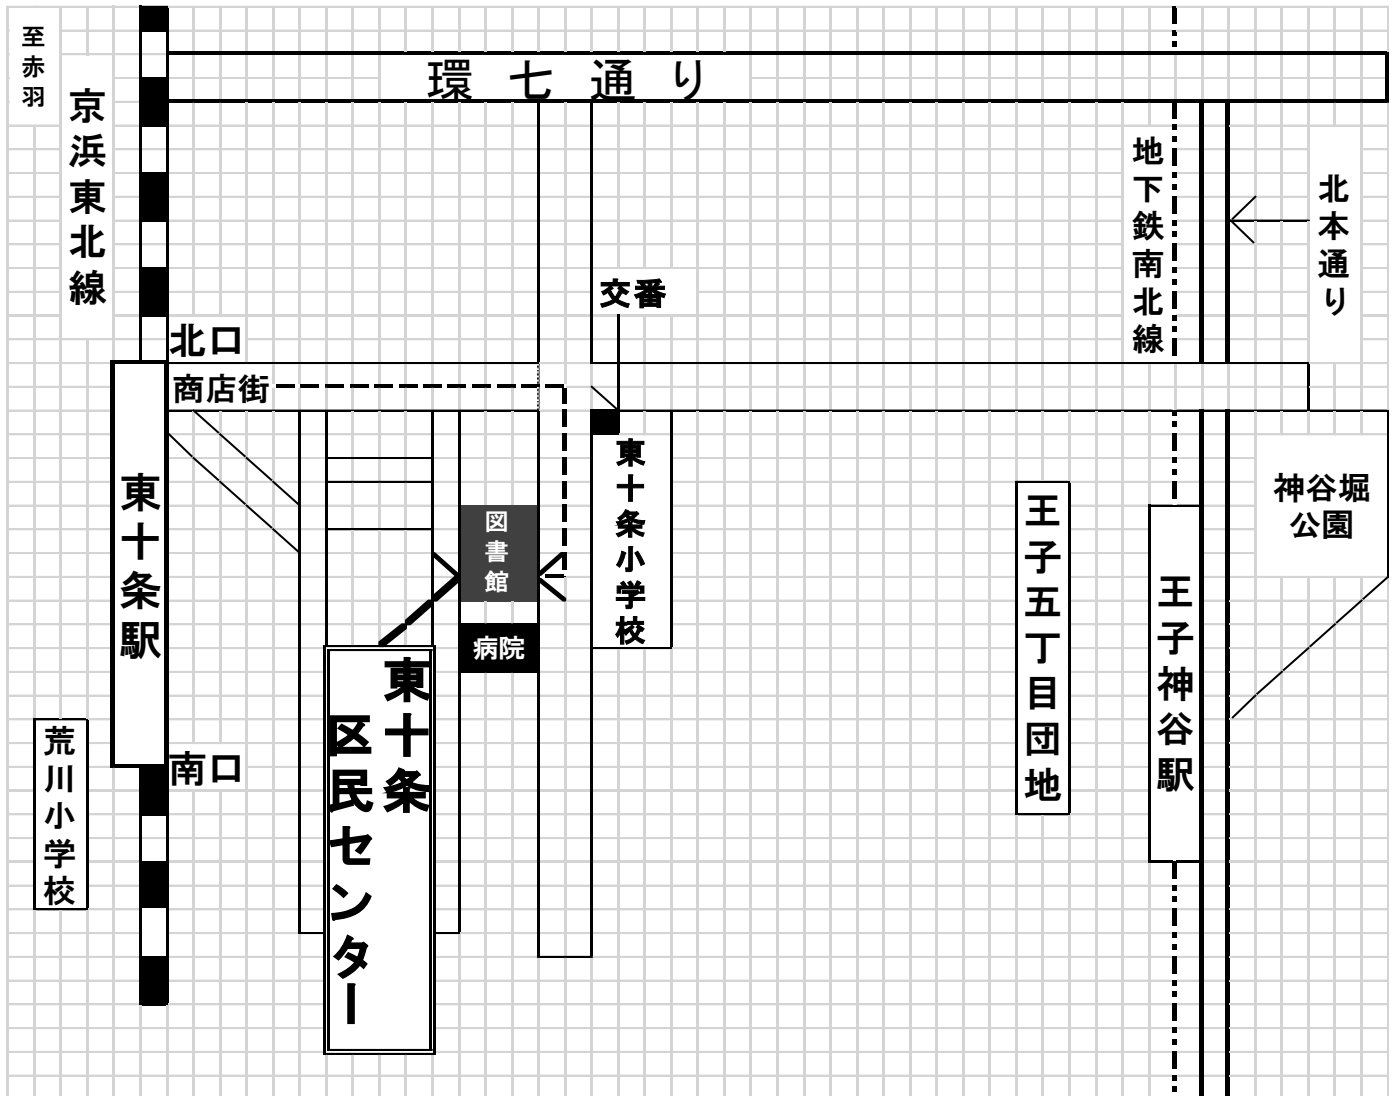 至赤羽
京浜東北線
環七通り
地下鉄南北線
北本通り
交番
北口
商店街
東十条駅
図書館
東十条小学校
病院
王子五丁目団地
王子神谷駅
神谷堀
公園
南口
荒川小学校
東十条
区民センター